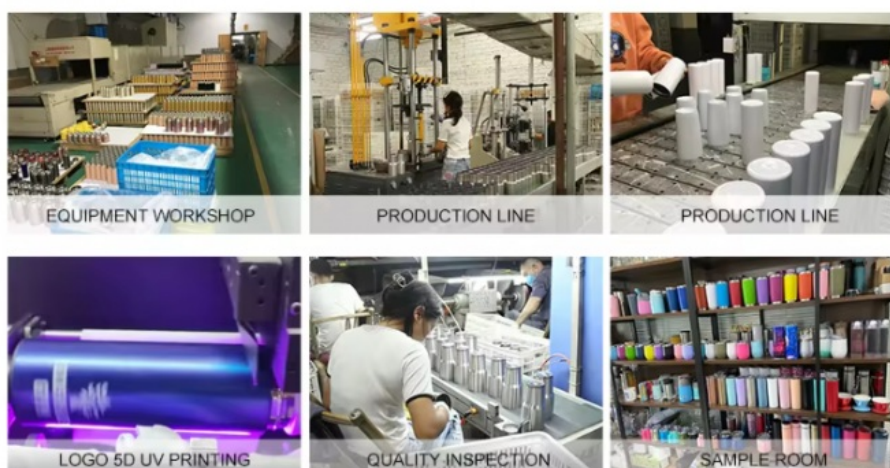 EQUIPMENT WORKSHOP
PRODUCTION LINE
PRODUCTION LINE
LOGO 5D UV PRINTING
QUALITY INSPECTION
SAMPLE ROOM